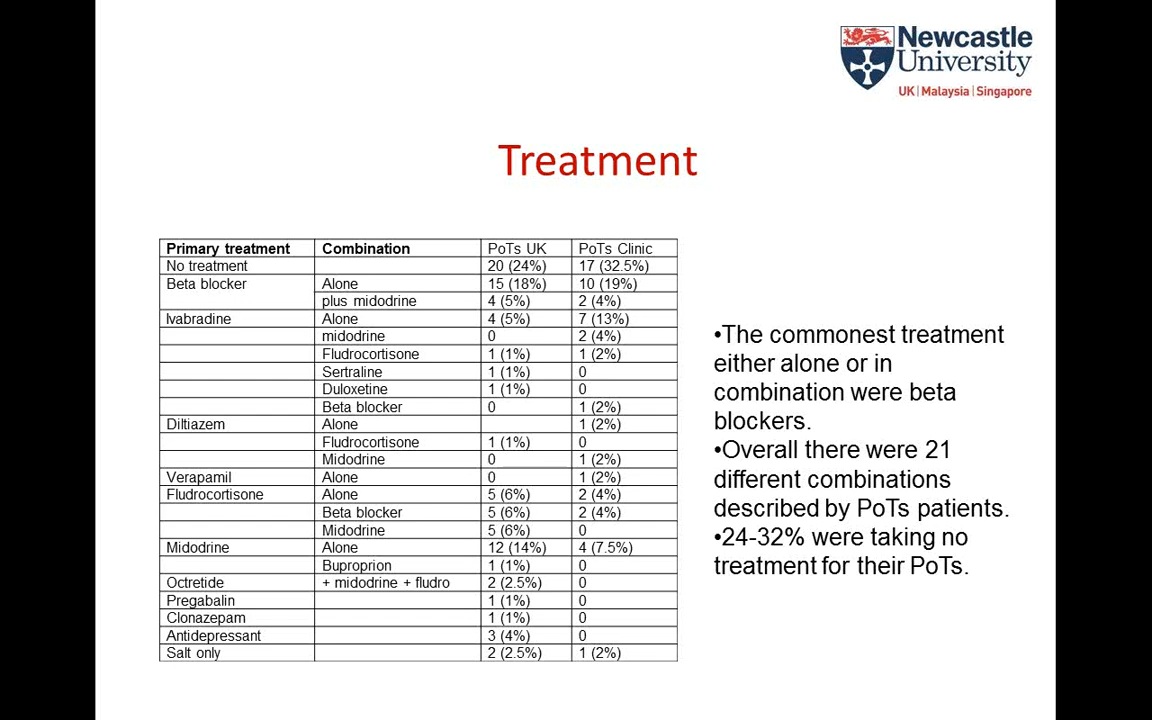 Newcastle
University
UK | Malaysia | Singapore
Treatment
Primary treatment Combination PoTs UK PoTs Clinic
No treatment 20 (24%) 17 (32.5%)
Beta blocker Alone 15 (18%) 10 (19%)
plus midodrine 4 (5%) 2 (4%)
Ivabradine Alone 4 (5%) 7 (13%)
midodrine 0 2 (4%)
Fludrocortisone 1 (1%) 1 (2%)
Sertraline 1 (1%) 0
Duloxetine 1 (1%) 0
Beta blocker 0 1 (2%)
Diltiazem Alone 1 (2%)
Fludrocortisone 1 (1%) 0
Midodrine 0 1 (2%)
Verapamil Alone 0 1 (2%)
Fludrocortisone Alone 5 (6%) 2 (4%)
Beta blocker 5 (6%) 2 (4%)
Midodrine 5 (6%) 0
Midodrine Alone 12 (14%) 4 (7.5%)
Buproprion 1 (1%) 0
Octretide + midodrine + fludro 2 (2.5%) 0
Pregabalin 1 (1%) 0
Clonazepam 1 (1%) 0
Antidepressant 3 (4%) 0
Salt only 2 (2.5%) 1 (2%)
•The commonest treatment
either alone or in
combination were beta
blockers.
•Overall there were 21
different combinations
described by PoTs patients.
•24-32% were taking no
treatment for their PoTs.